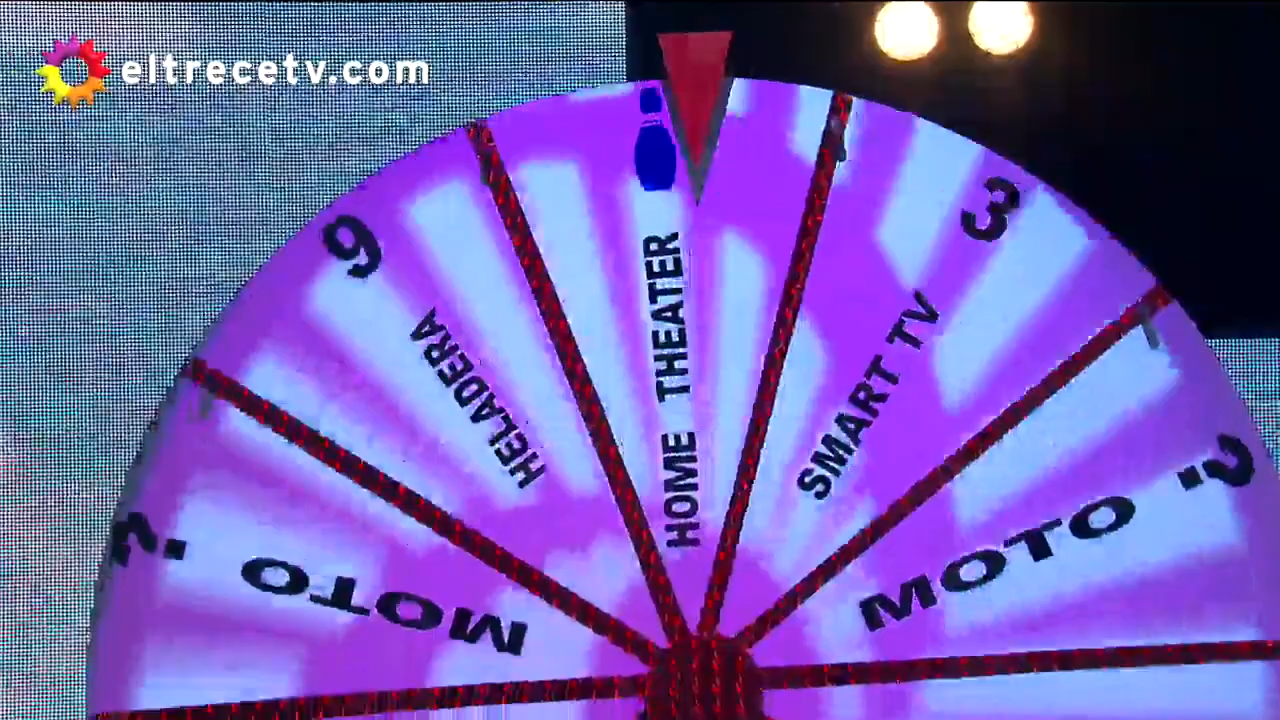 eltrecetv.com
6
HELADERA
HOME THEATER
3
SMART TV
MOTO
?
MOTO
?